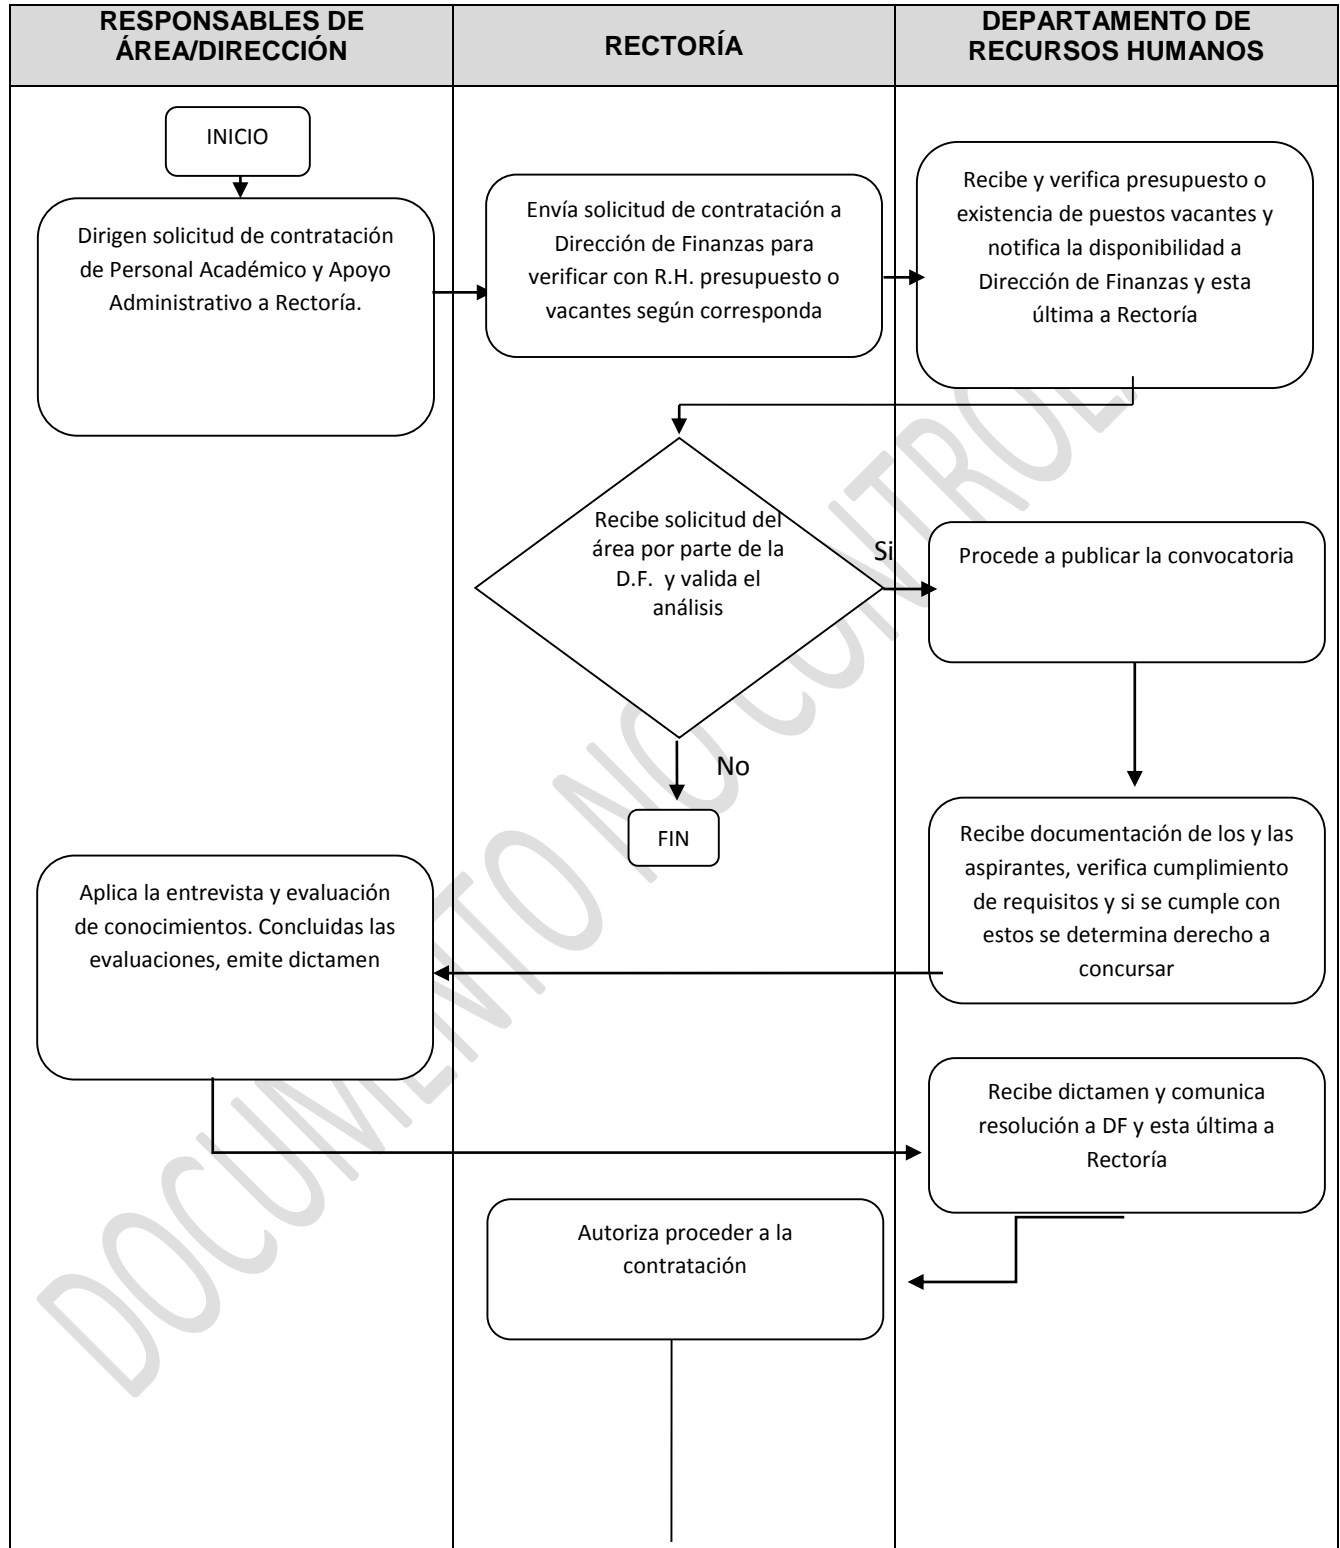 RESPONSABLES DE
ÁREA/DIRECCIÓN
RECTORÍA
DEPARTAMENTO DE
RECURSOS HUMANOS
INICIO
Dirigen solicitud de contratación
de Personal Académico y Apoyo
Administrativo a Rectoría.
Envía solicitud de contratación a
Dirección de Finanzas para
verificar con R.H. presupuesto o
vacantes según corresponda
Recibe y verifica presupuesto o
existencia de puestos vacantes y
notifica la disponibilidad a
Dirección de Finanzas y esta
última a Rectoría
Recibe solicitud del
área por parte de la
D.F. y valida el
análisis
Si
Procede a publicar la convocatoria
No
FIN
Recibe documentación de los y las
aspirantes, verifica cumplimiento
de requisitos y si se cumple con
estos se determina derecho a
concursar
Aplica la entrevista y evaluación
de conocimientos. Concluidas las
evaluaciones, emite dictamen
Recibe dictamen y comunica
resolución a DF y esta última a
Rectoría
Autoriza proceder a la
contratación